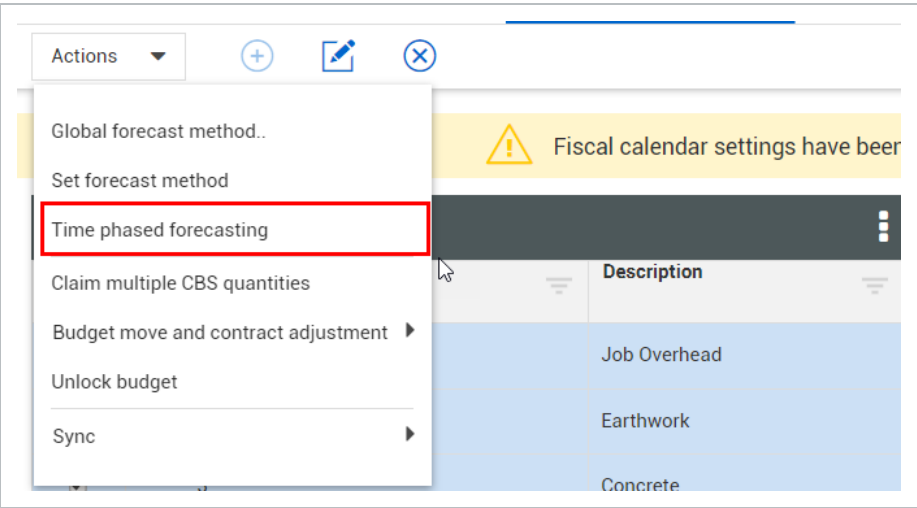 Actions
Fiscal calendar settings have been
Global forecast method..
Set forecast method
Time phased forecasting
Claim multiple CBS quantities
Budget move and contract adjustment
Unlock budget
Sync
Description
Job Overhead
Earthwork
Concrete